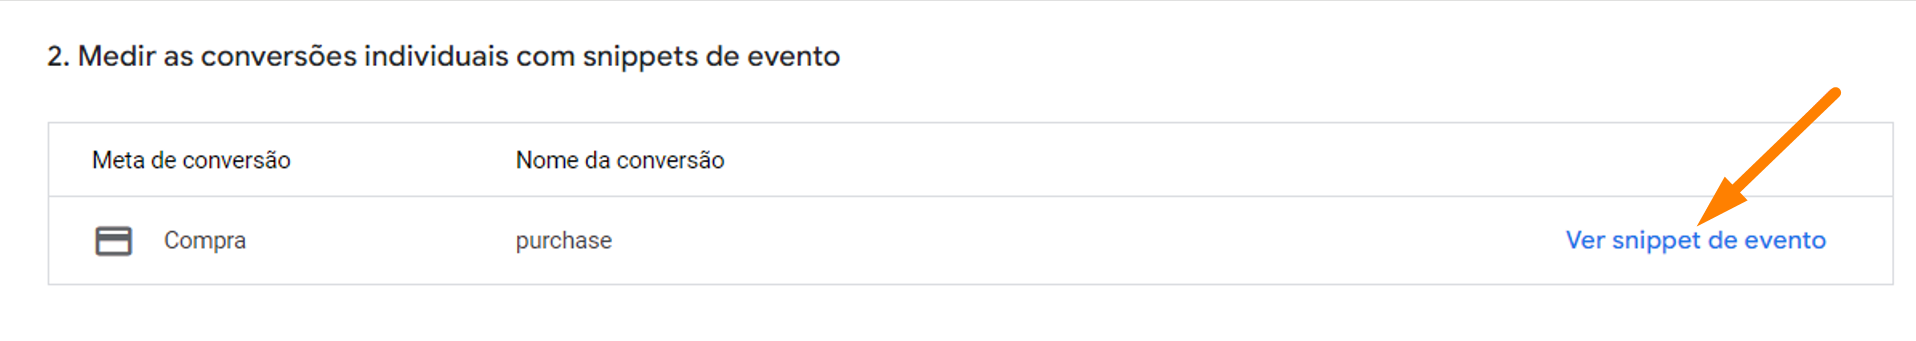 2. Medir as conversões individuais com snippets de evento
Meta de conversão Nome da conversão
Compra purchase Ver snippet de evento